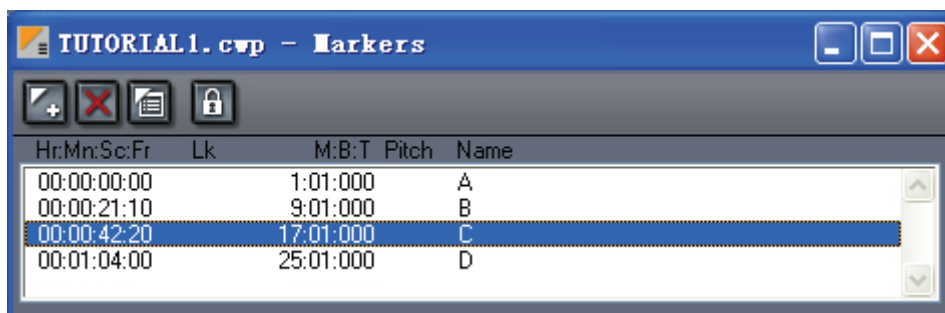 TUTORIAL1.cwp - Markers
Hr:Mn:Sc:Fr Lk M:B:T Pitch Name
00:00:00:00 1:01:000 A
00:00:21:10 9:01:000 B
00:00:42:20 17:01:000 C
00:01:04:00 25:01:000 D